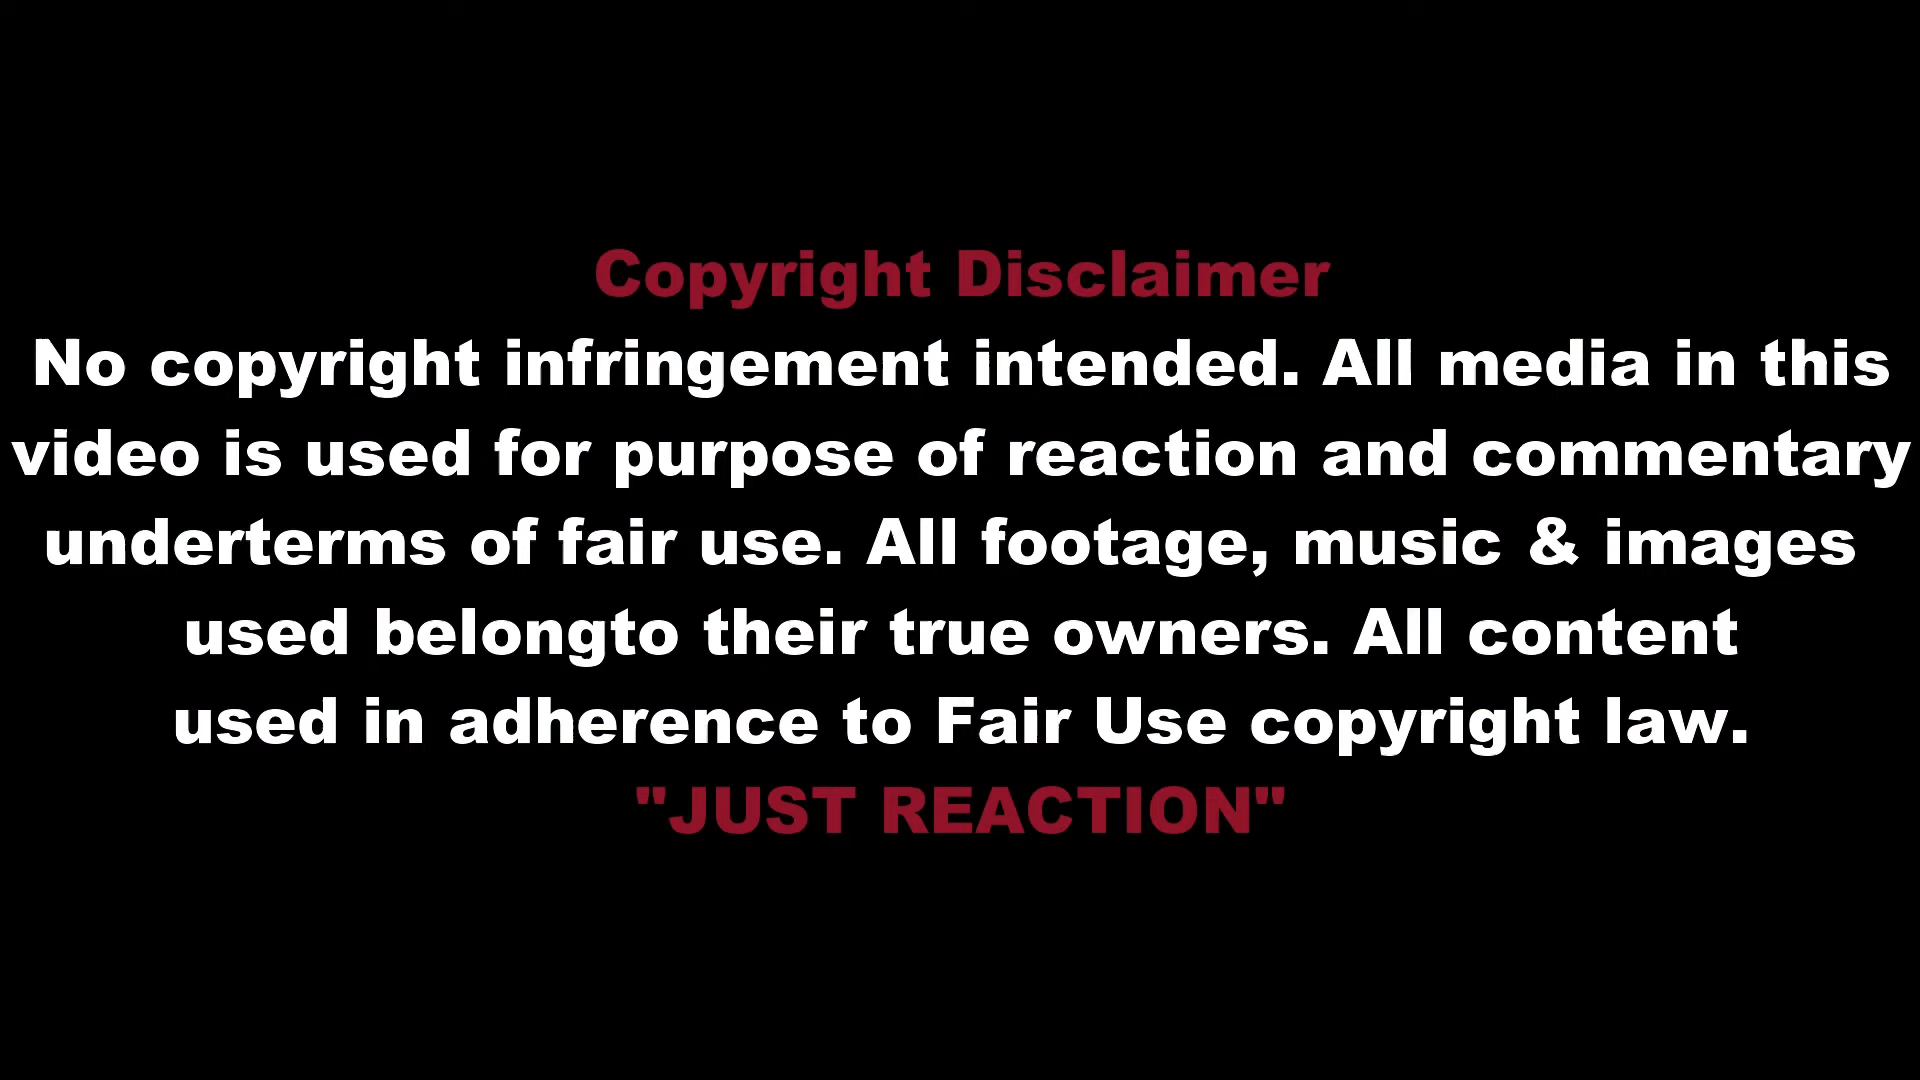 Copyright Disclaimer
No copyright infringement intended. All media in this
video is used for purpose of reaction and commentary
underterms of fair use. All footage, music & images
used belongto their true owners. All content
used in adherence to Fair Use copyright law.
"JUST REACTION"